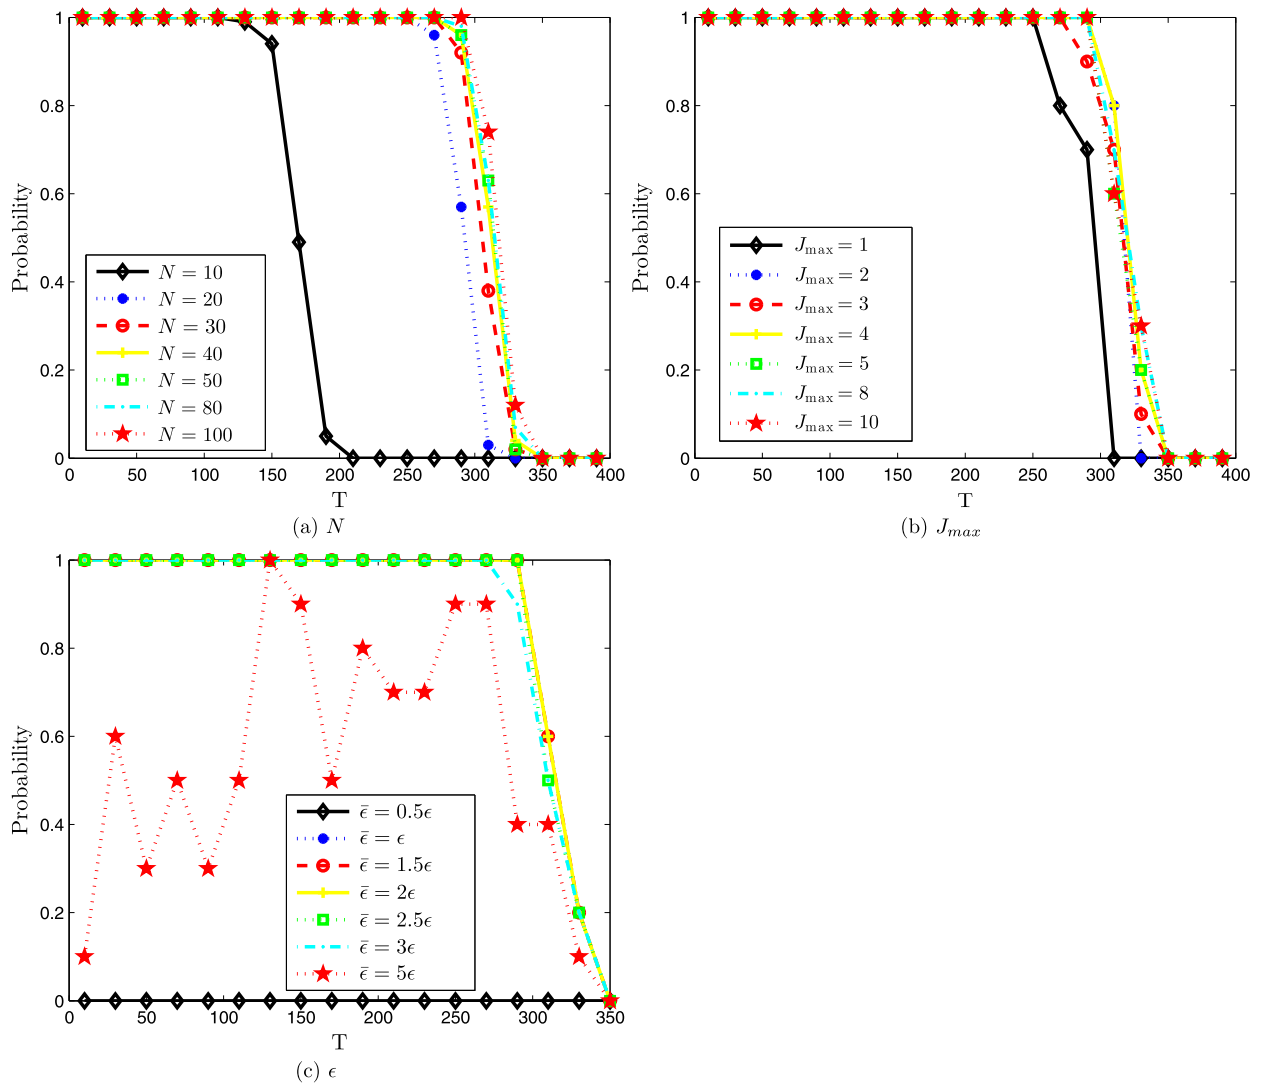 1
0.8
0.6
0.4
0.2
0
Probability
N = 10
N = 20
N = 30
N = 40
N = 50
N = 80
N = 100
0 50 100 150 200 250 300 350 400
T
(a) N
1
0.8
0.6
0.4
0.2
0
Probability
J_max = 1
J_max = 2
J_max = 3
J_max = 4
J_max = 5
J_max = 8
J_max = 10
0 50 100 150 200 250 300 350 400
T
(b) J_max
1
0.8
0.6
0.4
0.2
0
Probability
ϵ̄ = 0.5ϵ
ϵ̄ = ϵ
ϵ̄ = 1.5ϵ
ϵ̄ = 2ϵ
ϵ̄ = 2.5ϵ
ϵ̄ = 3ϵ
ϵ̄ = 5ϵ
0 50 100 150 200 250 300 350
T
(c) ϵ